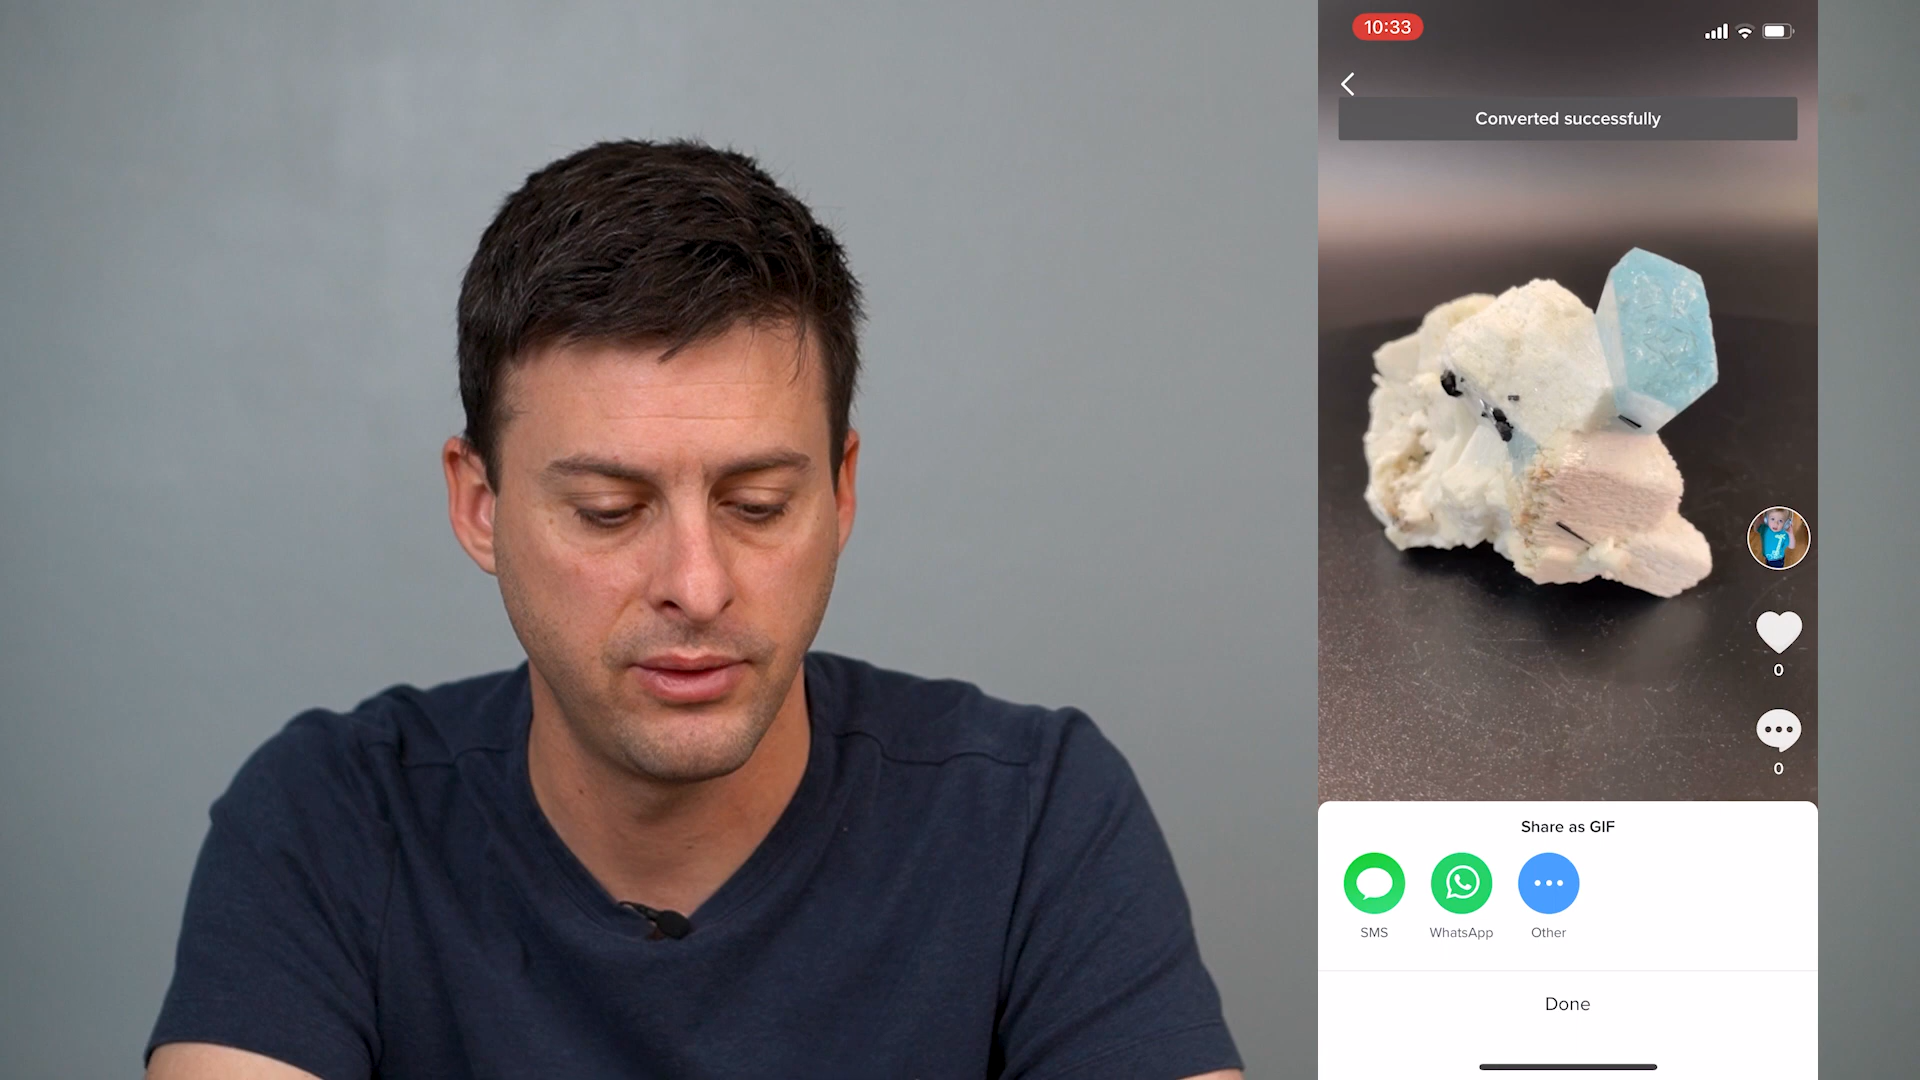 10:33
Converted successfully
0
0
Share as GIF
SMS
WhatsApp
Other
Done